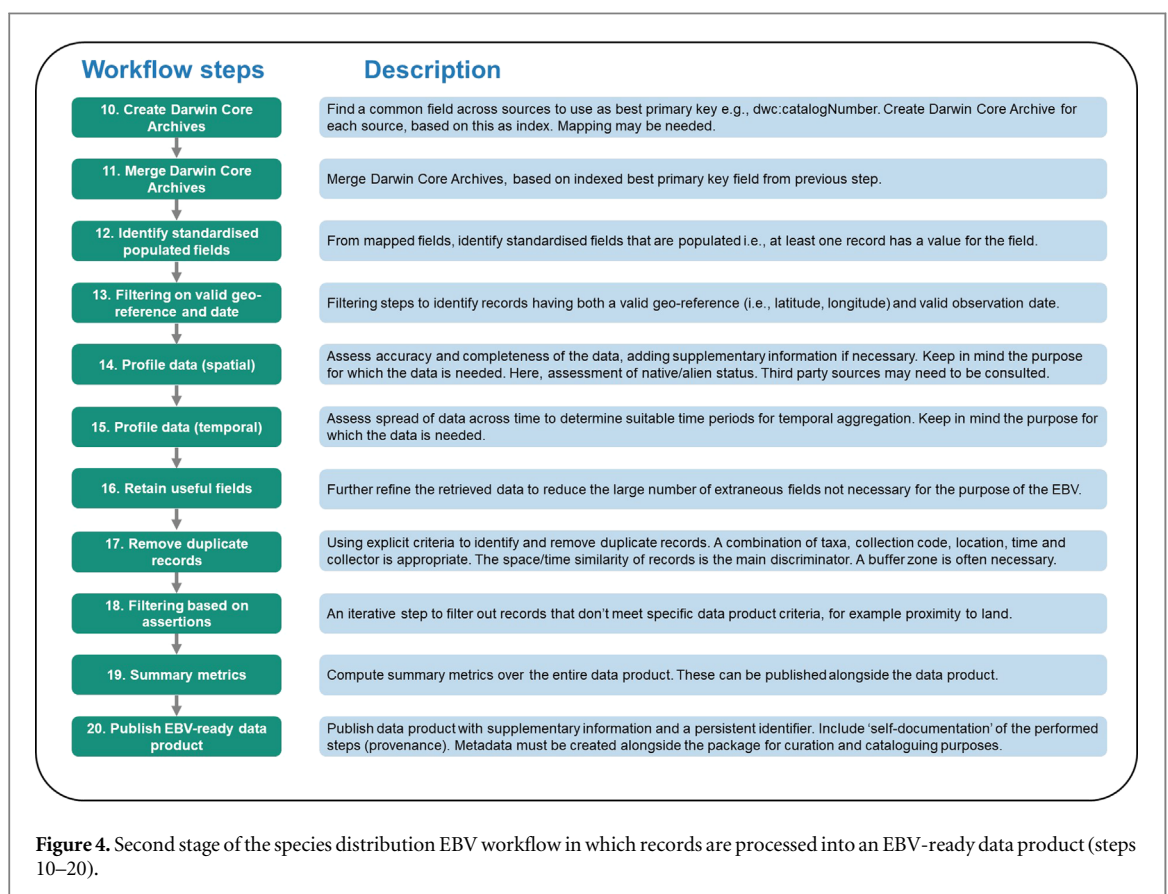 Workflow steps
Description
10. Create Darwin Core
Archives
Find a common field across sources to use as best primary key e.g., dwc:catalogNumber. Create Darwin Core Archive for
each source, based on this as index. Mapping may be needed.
11. Merge Darwin Core
Archives
Merge Darwin Core Archives, based on indexed best primary key field from previous step.
12. Identify standardised
populated fields
From mapped fields, identify standardised fields that are populated i.e., at least one record has a value for the field.
13. Filtering on valid geo-
reference and date
Filtering steps to identify records having both a valid geo-reference (i.e., latitude, longitude) and valid observation date.
14. Profile data (spatial)
Assess accuracy and completeness of the data, adding supplementary information if necessary. Keep in mind the purpose
for which the data is needed. Here, assessment of native/alien status. Third party sources may need to be consulted.
15. Profile data (temporal)
Assess spread of data across time to determine suitable time periods for temporal aggregation. Keep in mind the purpose for
which the data is needed.
16. Retain useful fields
Further refine the retrieved data to reduce the large number of extraneous fields not necessary for the purpose of the EBV.
17. Remove duplicate
records
Using explicit criteria to identify and remove duplicate records. A combination of taxa, collection code, location, time and
collector is appropriate. The space/time similarity of records is the main discriminator. A buffer zone is often necessary.
18. Filtering based on
assertions
An iterative step to filter out records that don't meet specific data product criteria, for example proximity to land.
19. Summary metrics
Compute summary metrics over the entire data product. These can be published alongside the data product.
20. Publish EBV-ready data
product
Publish data product with supplementary information and a persistent identifier. Include 'self-documentation' of the performed
steps (provenance). Metadata must be created alongside the package for curation and cataloguing purposes.
Figure 4. Second stage of the species distribution EBV workflow in which records are processed into an EBV-ready data product (steps
10–20).